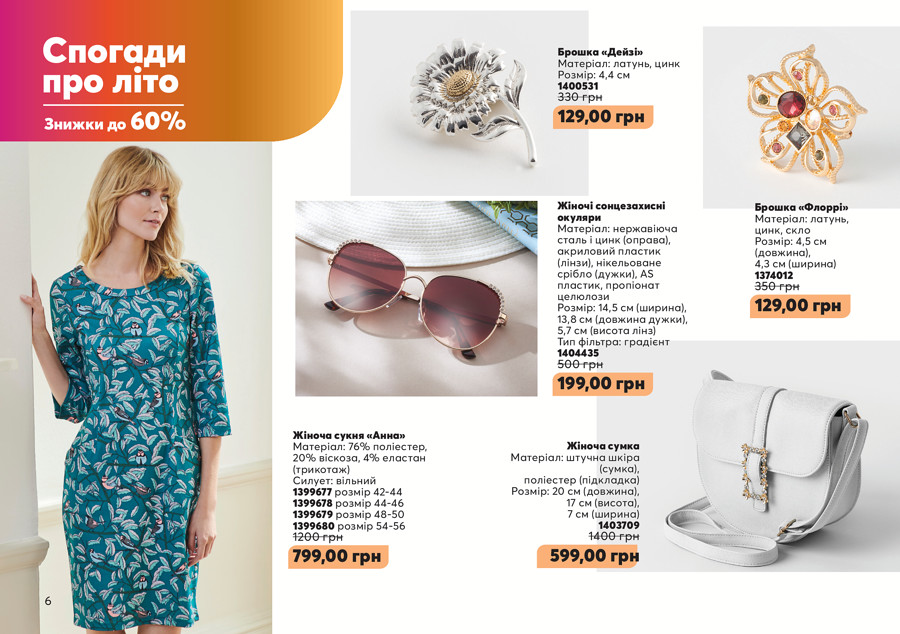 Спогади
про літо
Знижки до 60%
Брошка «Дейзі»
Матеріал: латунь, цинк
Розмір: 4,4 см
1400531
330 грн
129,00 грн
Жіночі сонцезахисні
окуляри
Матеріал: нержавіюча
сталь і цинк (оправа),
акриловий пластик
(лінзи), нікельоване
срібло (дужки), AS
пластик, пропіонат
целюлози
Розмір: 14,5 см (ширина),
13,8 см (довжина дужки),
5,7 см (висота лінз)
Тип фільтра: градієнт
1404435
500 грн
199,00 грн
Брошка «Флоррі»
Матеріал: латунь,
цинк, скло
Розмір: 4,5 см
(довжина),
4,3 см (ширина)
1374012
350 грн
129,00 грн
Жіноча сукня «Анна»
Матеріал: 76% поліестер,
20% віскоза, 4% еластан
(трикотаж)
Силует: вільний
1399677 розмір 42-44
1399678 розмір 44-46
1399679 розмір 48-50
1399680 розмір 54-56
1200 грн
799,00 грн
Жіноча сумка
Матеріал: штучна шкіра
(сумка),
поліестер (підкладка)
Розмір: 20 см (довжина),
17 см (висота),
7 см (ширина)
1403709
1400 грн
599,00 грн
6